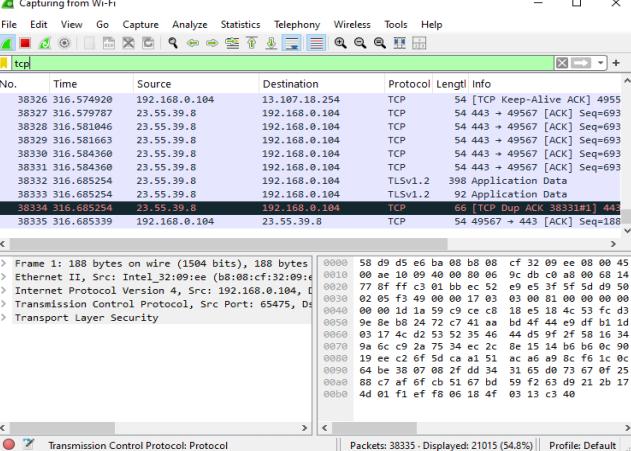 Capturing from Wi-Fi
File Edit View Go Capture Analyze Statistics Telephony Wireless Tools Help
tcp
No. Time Source Destination Protocol Lengtl Info
38326 316.574920 192.168.0.104 13.107.18.254 TCP 54 [TCP Keep-Alive ACK] 4955
38327 316.579787 23.55.39.8 192.168.0.104 TCP 54 443 → 49567 [ACK] Seq=693
38328 316.581046 23.55.39.8 192.168.0.104 TCP 54 443 → 49567 [ACK] Seq=693
38329 316.581663 23.55.39.8 192.168.0.104 TCP 54 443 → 49567 [ACK] Seq=693
38330 316.584360 23.55.39.8 192.168.0.104 TCP 54 443 → 49567 [ACK] Seq=693
38331 316.584360 23.55.39.8 192.168.0.104 TCP 54 443 → 49567 [ACK] Seq=693
38332 316.685254 23.55.39.8 192.168.0.104 TLSv1.2 398 Application Data
38333 316.685254 23.55.39.8 192.168.0.104 TLSv1.2 92 Application Data
38334 316.685254 23.55.39.8 192.168.0.104 TCP 66 [TCP Dup ACK 38331#1] 443
38335 316.685339 192.168.0.104 23.55.39.8 TCP 54 49567 → 443 [ACK] Seq=188
Frame 1: 188 bytes on wire (1504 bits), 188 bytes
Ethernet II, Src: Intel_32:09:ee (b8:08:cf:32:09:e
Internet Protocol Version 4, Src: 192.168.0.104, D
Transmission Control Protocol, Src Port: 65475, Ds
Transport Layer Security
0000 58 d9 d5 e6 ba 08 b8 08 cf 32 09 ee 08 00 45
0010 00 ae 10 09 40 00 80 06 9c db c0 a8 00 68 14
0020 77 8f ff c3 01 bb ec 52 e9 e5 3f 5f 5d d9 50
0030 02 05 f3 49 00 00 17 03 03 00 81 00 00 00 00
0040 00 00 1d 1a 59 c9 ce c8 18 e5 18 4c 53 fc d3
0050 9e 8e b8 24 72 c7 41 aa bd 4f 44 e9 df b1 1d
0060 03 17 4c d2 53 52 35 46 44 d5 9f 2f 58 16 34
0070 9a 6c c9 2a 75 34 ec 2c 8e 15 14 b6 b6 0c 90
0080 19 ee c2 6f 5d ca a1 51 ac a6 a9 8c f6 1c 0c
0090 64 be 38 07 08 2f dd 34 31 65 d0 73 67 0f 25
00a0 88 c7 af 6f cb 51 67 bd 59 f2 63 d9 21 2b 17
00b0 4d 01 f1 ef f8 06 18 4f 03 13 c3 40
Transmission Control Protocol: Protocol Packets: 38335 · Displayed: 21015 (54.8%) Profile: Default